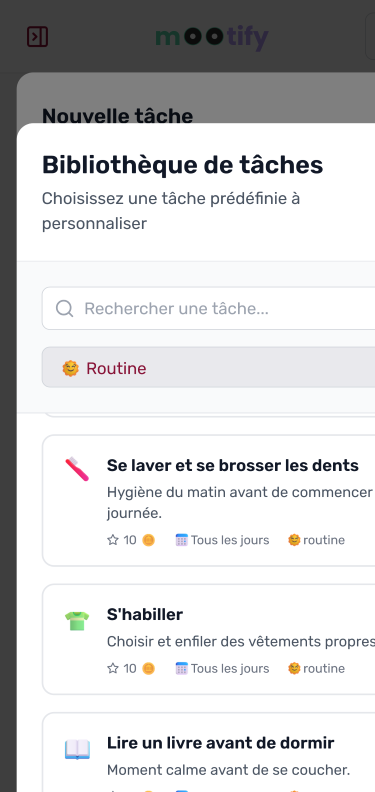 mootify
Nouvelle tâche
Bibliothèque de tâches
Choisissez une tâche prédéfinie à
personnaliser
Rechercher une tâche...
Routine
Se laver et se brosser les dents
Hygiène du matin avant de commencer
journée.
10 Tous les jours routine
S'habiller
Choisir et enfiler des vêtements propres
10 Tous les jours routine
Lire un livre avant de dormir
Moment calme avant de se coucher.